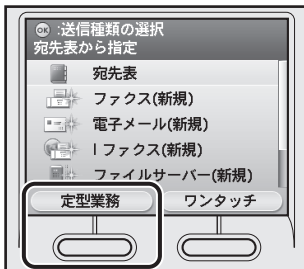 OK :送信種類の選択
宛先表から指定
宛先表
ファクス(新規)
電子メール(新規)
Iファクス(新規)
ファイルサーバー(新規)
定型業務 ワンタッチ